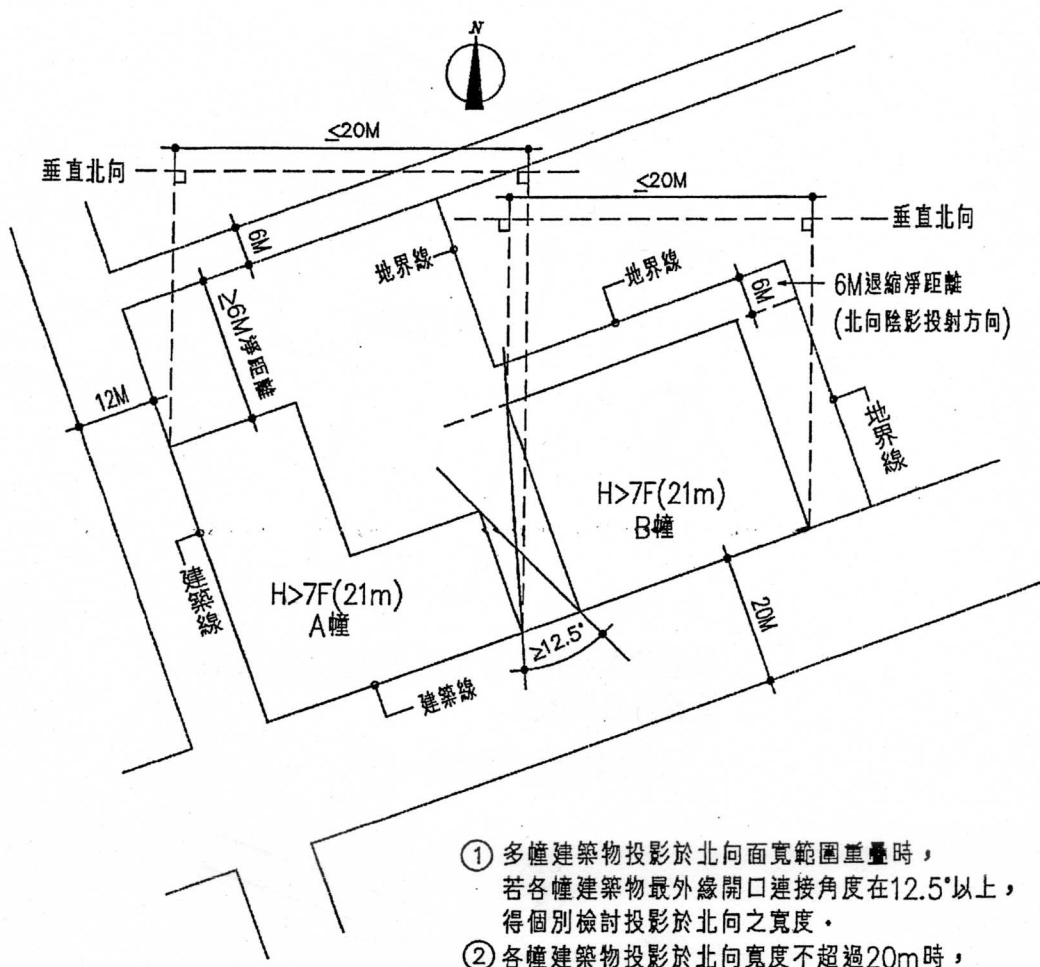 N
≤20M
垂直北向
≤20M
垂直北向
6M
地界線
地界線
6M
6M退縮淨距離
(北向陰影投射方向)
≥6M淨距離
12M
地界線
H>7F(21m)
B幢
建築線
H>7F(21m)
A幢
20M
≥12.5°
建築線
① 多幢建築物投影於北向面寬範圍重疊時，
若各幢建築物最外緣開口連接角度在12.5°以上，
得個別檢討投影於北向之寬度．
② 各幢建築物投影於北向寬度不超過20m時，